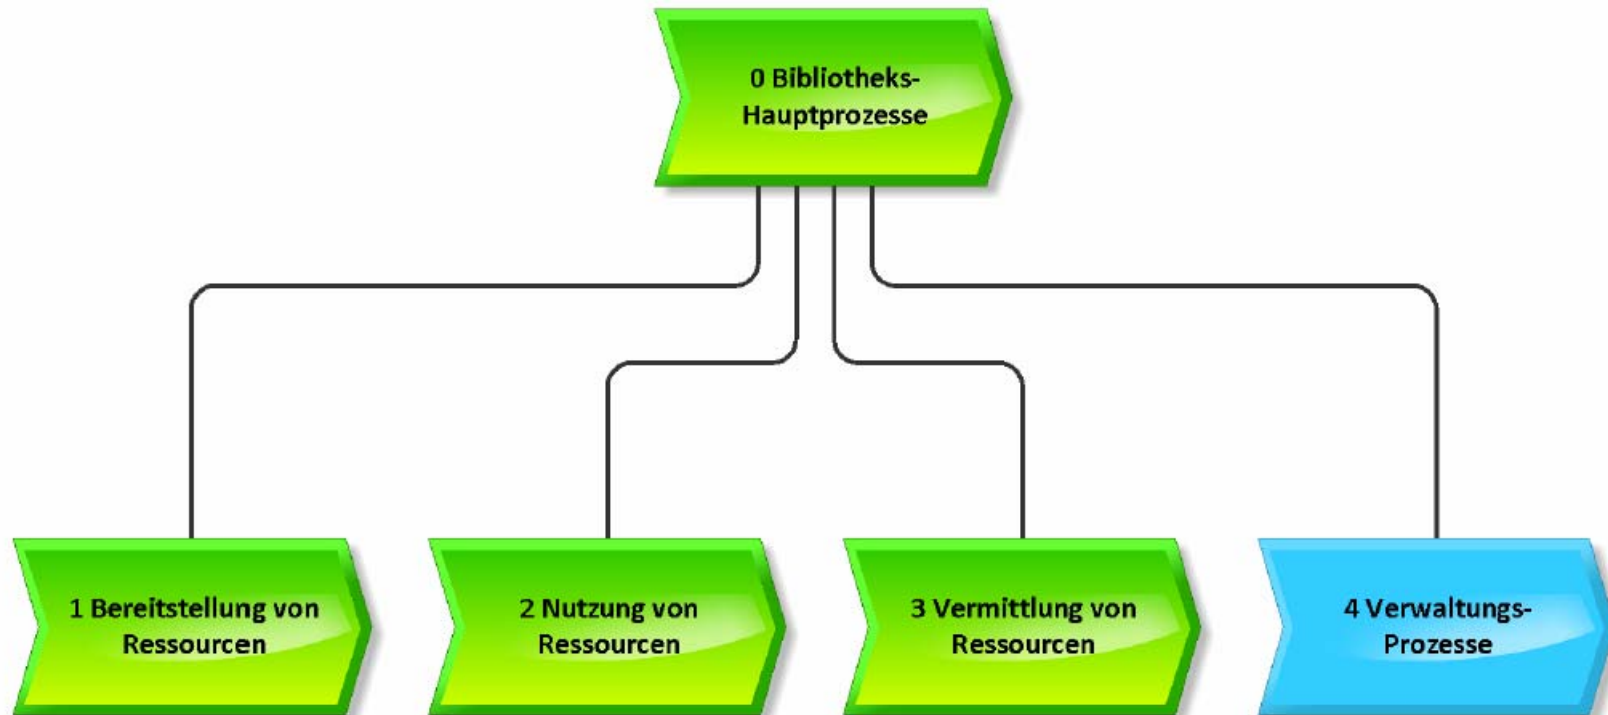 0 Bibliotheks-
Hauptprozesse
1 Bereitstellung von
Ressourcen
2 Nutzung von
Ressourcen
3 Vermittlung von
Ressourcen
4 Verwaltungs-
Prozesse